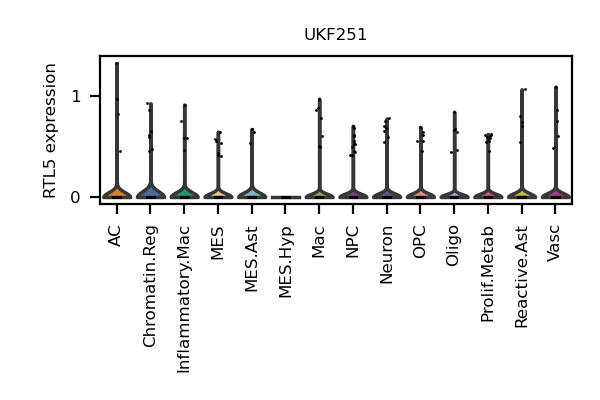 UKF251
RTL5 expression
1
0
AC
Chromatin.Reg
Inflammatory.Mac
MES
MES.Ast
MES.Hyp
Mac
NPC
Neuron
OPC
Oligo
Prolif.Metab
Reactive.Ast
Vasc